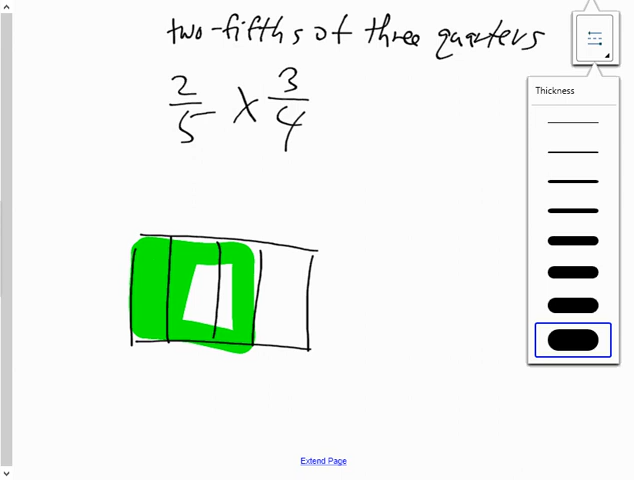 two-fifths of three quarters
2/5 x 3/4
Thickness
Extend Page